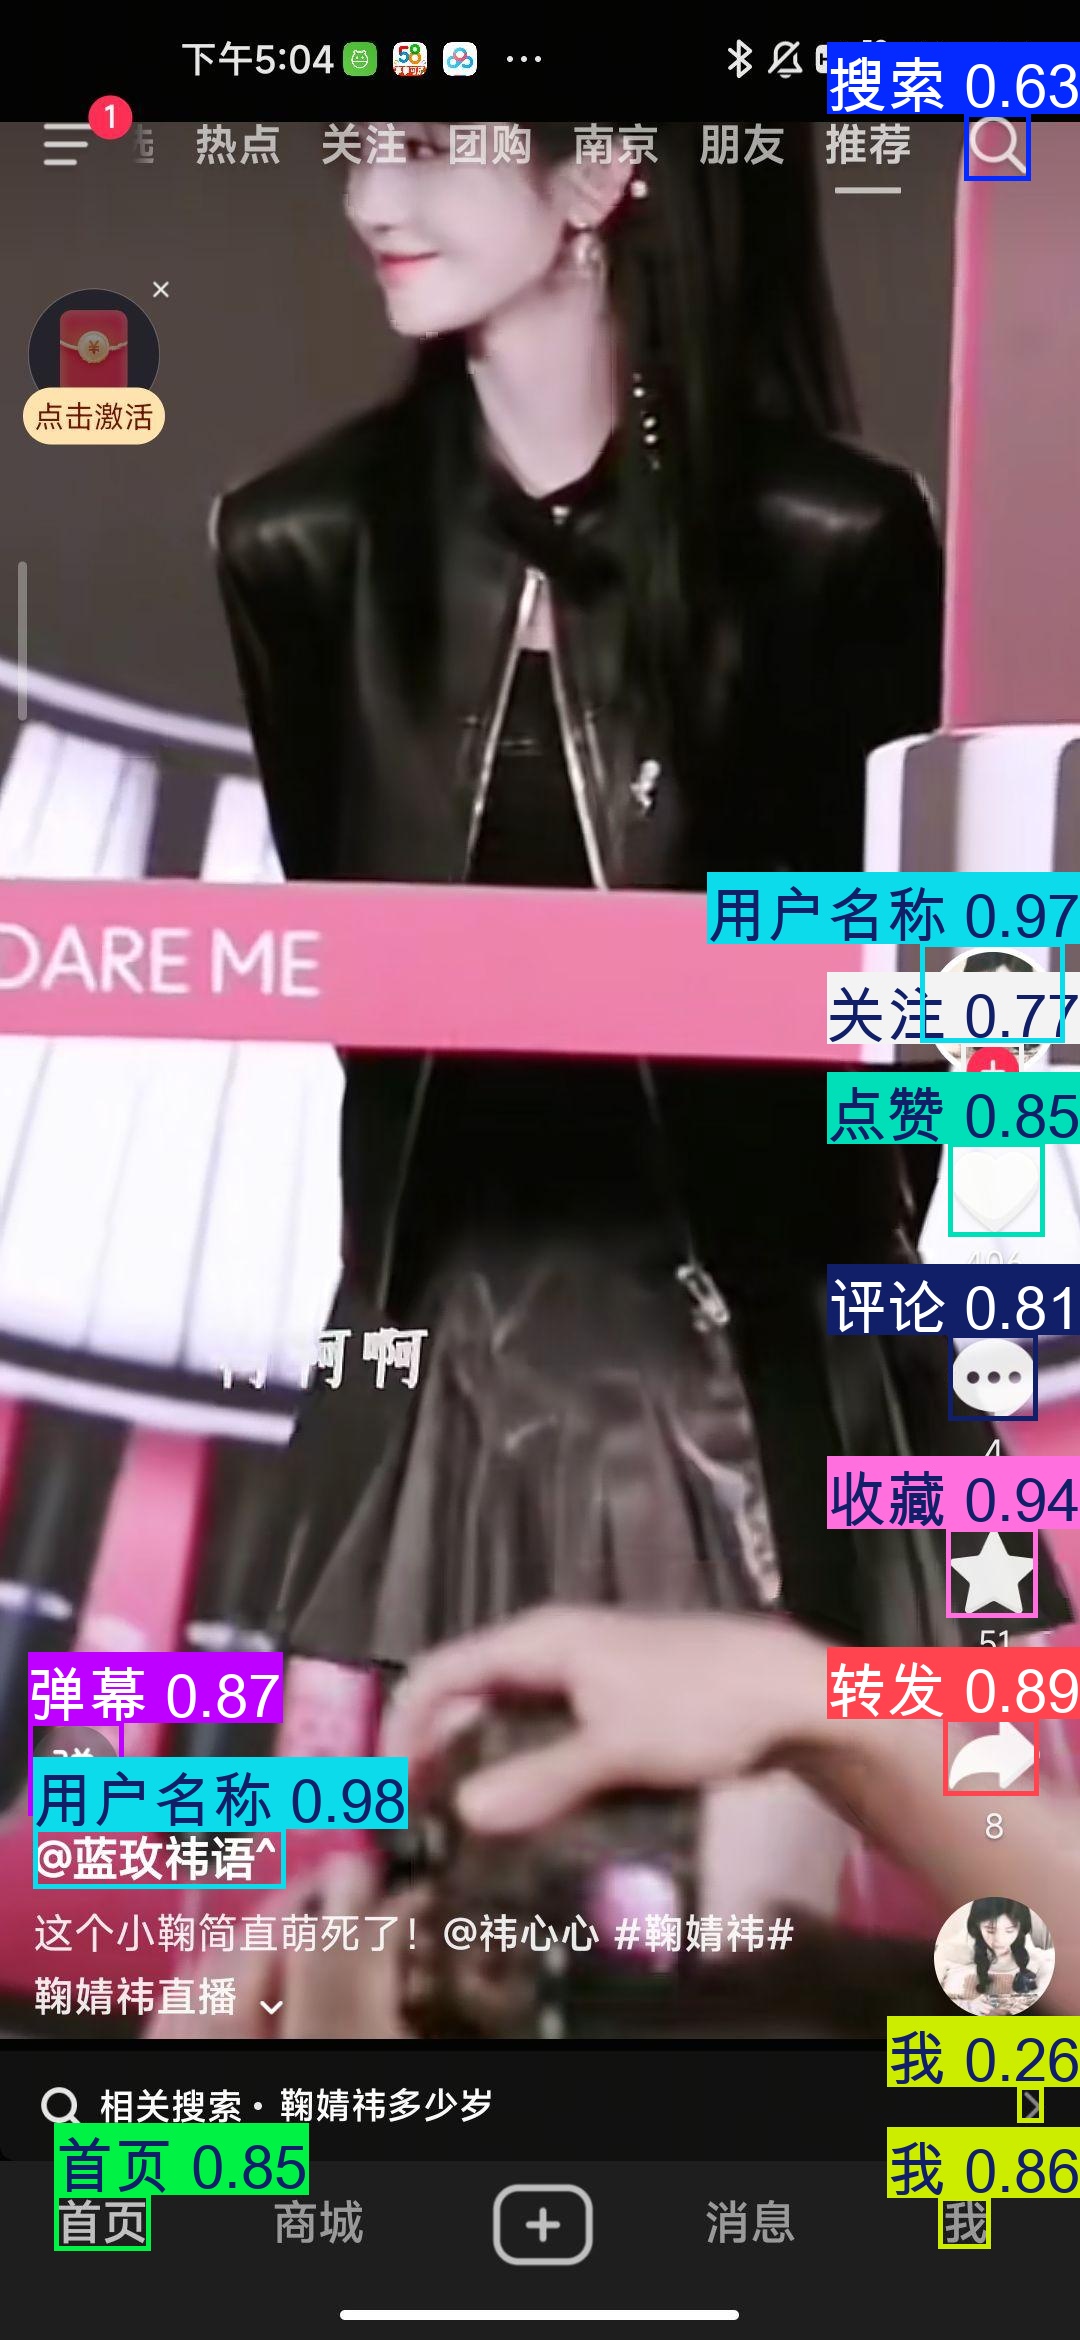 下午5:04
搜索 0.63
1
热点 关注 团购 南京 朋友 推荐
点击激活
用户名称 0.97
DARE ME
关注 0.77
点赞 0.85
评论 0.81
啊啊
4
收藏 0.94
51
转发 0.89
8
弹幕 0.87
用户名称 0.98
@蓝玫祎语^
这个小鞠简直萌死了! @祎心心 #鞠婧祎#
鞠婧祎直播
我 0.26
相关搜索· 鞠婧祎多少岁
首页 0.85
我 0.86
首页 商城 消息 我